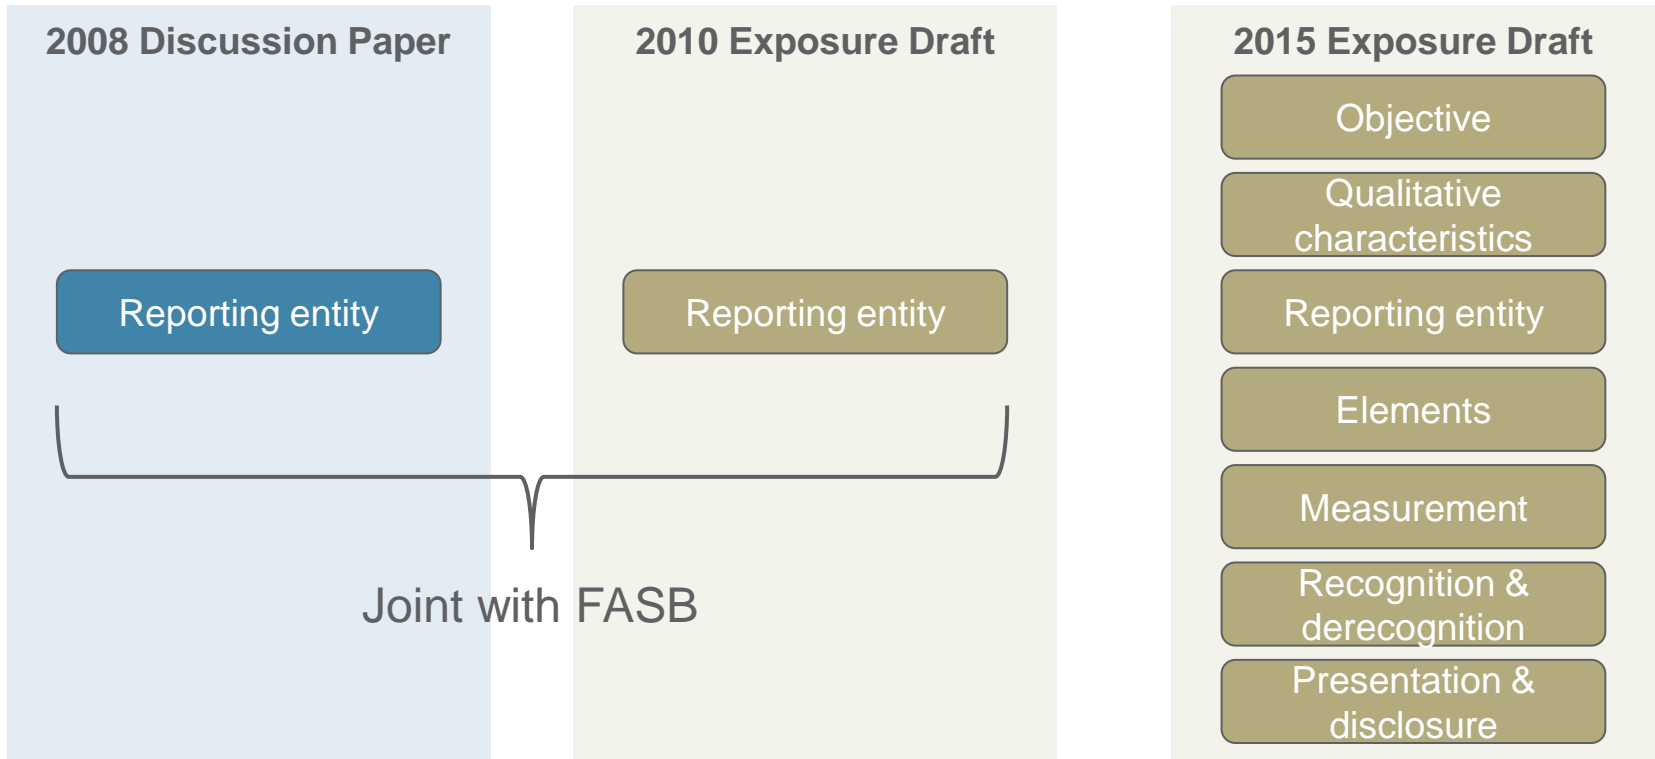 2008 Discussion Paper
Reporting entity
2010 Exposure Draft
Reporting entity
Joint with FASB
2015 Exposure Draft
Objective
Qualitative
characteristics
Reporting entity
Elements
Measurement
Recognition &
derecognition
Presentation &
disclosure